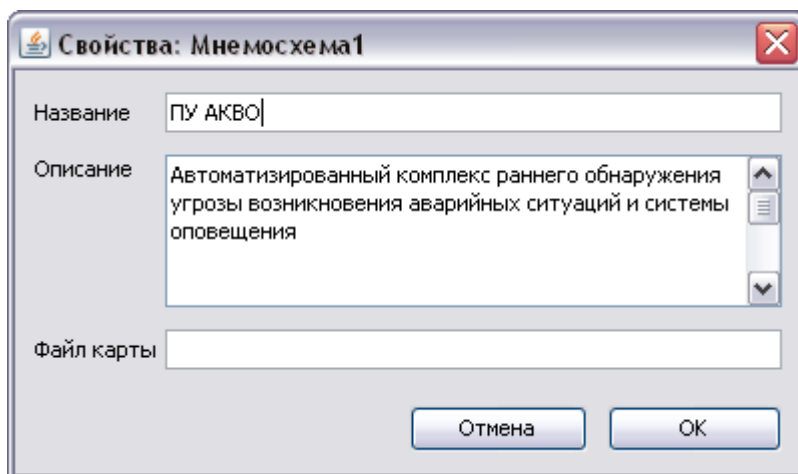 Свойства: Мнемосхема1
Название ПУ АКВО
Описание Автоматизированный комплекс раннего обнаружения
угрозы возникновения аварийных ситуаций и системы
оповещения
Файл карты
Отмена OK